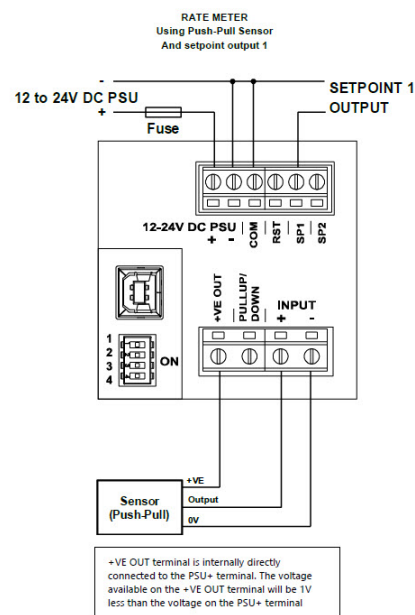 RATE METER
Using Push-Pull Sensor
And setpoint output 1
-
12 to 24V DC PSU
+
Fuse
SETPOINT 1
OUTPUT
12-24V DC PSU
+ -
COM
RST
SP1
SP2
+VE OUT
PULLUP/
DOWN
INPUT
+ -
1
2
3
4
ON
Sensor
(Push-Pull)
+VE
Output
0V
+VE OUT terminal is internally directly
connected to the PSU+ terminal. The voltage
available on the +VE OUT terminal will be 1V
less than the voltage on the PSU+ terminal